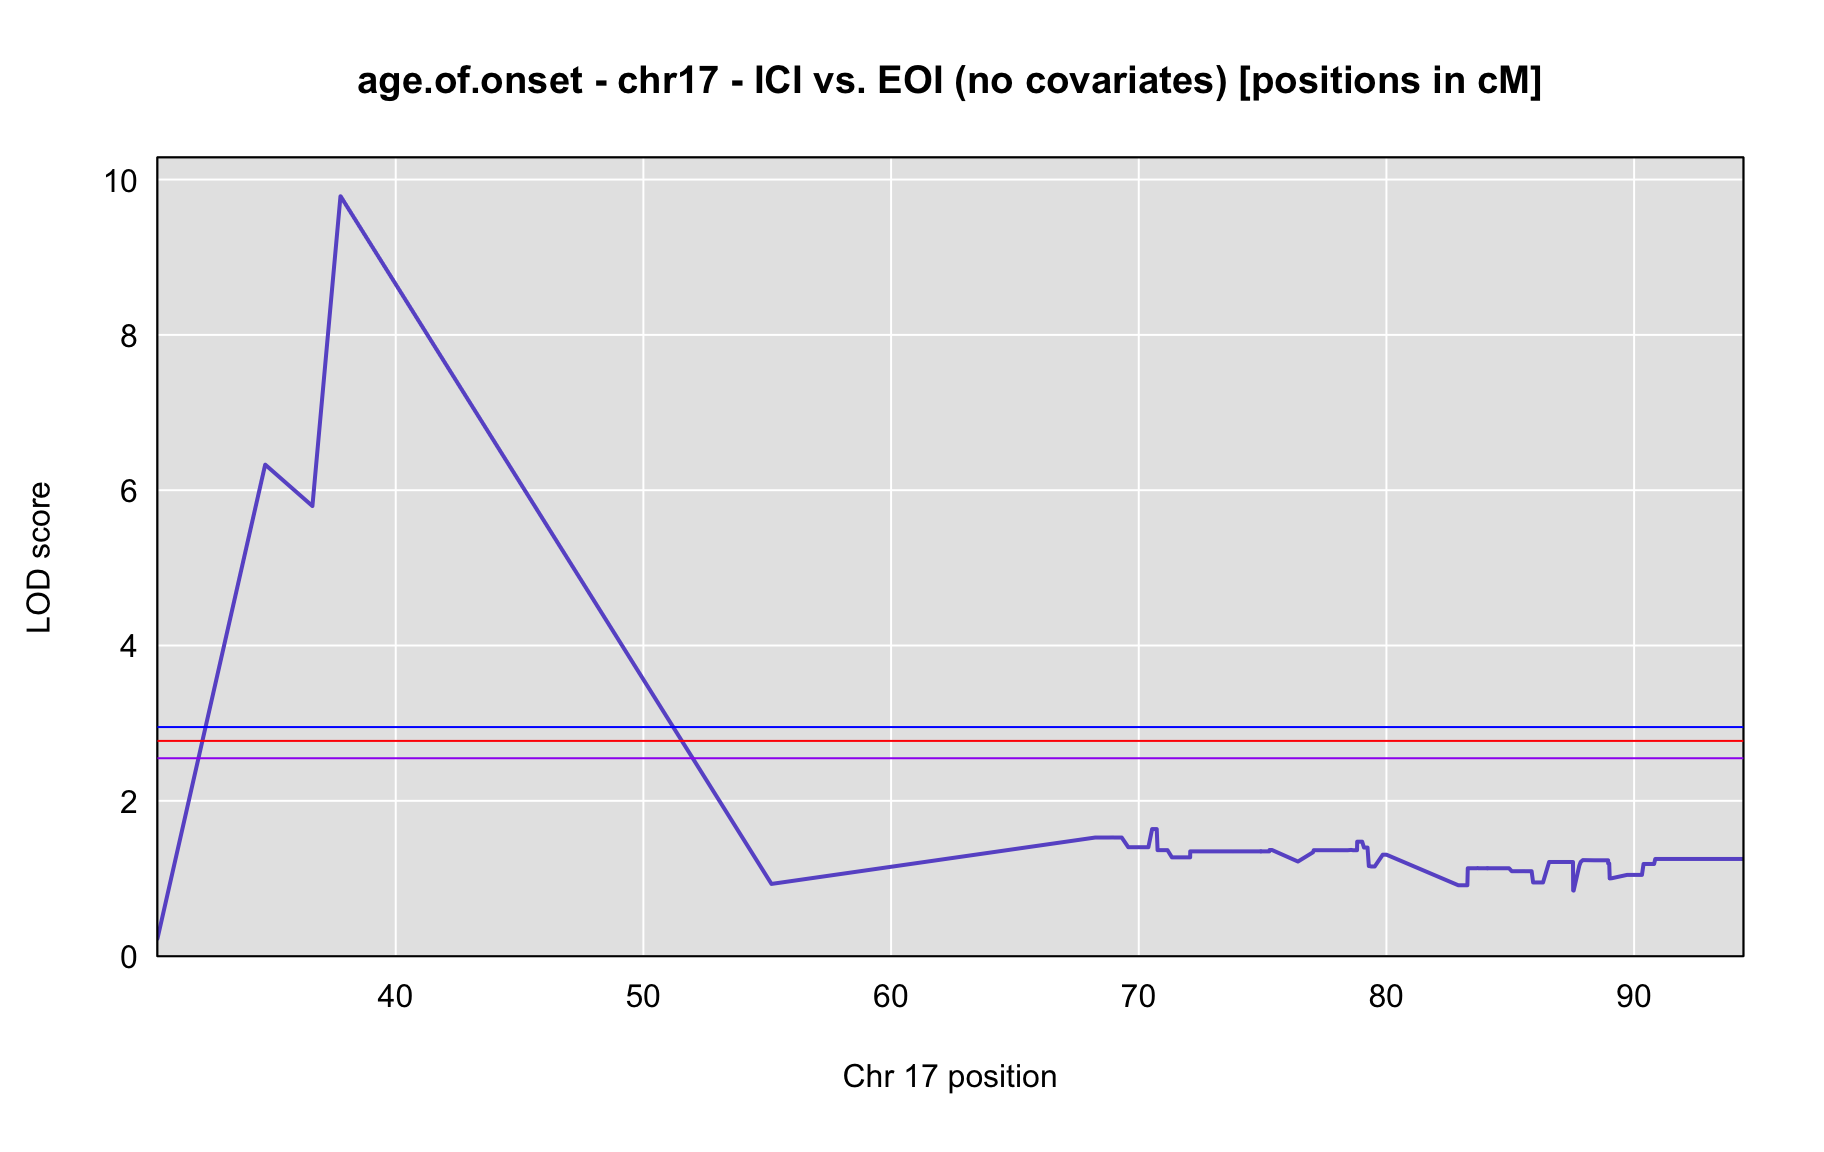 age.of.onset - chr17 - ICI vs. EOI (no covariates) [positions in cM]
10
8
6
4
2
0
LOD score
40 50 60 70 80 90
Chr 17 position